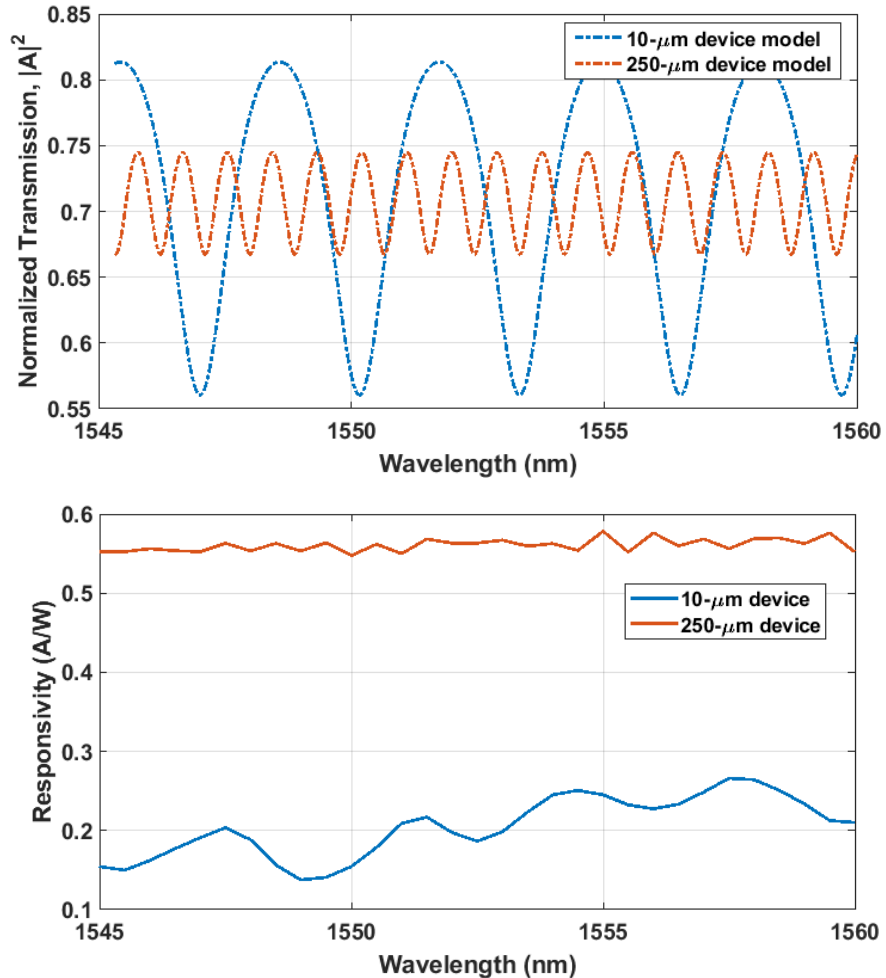 0.85
0.8
0.75
0.7
0.65
0.6
0.55
Normalized Transmission, |A|²
10-μm device model
250-μm device model
1545
1550
1555
1560
Wavelength (nm)
0.6
0.5
0.4
0.3
0.2
0.1
Responsivity (A/W)
10-μm device
250-μm device
1545
1550
1555
1560
Wavelength (nm)